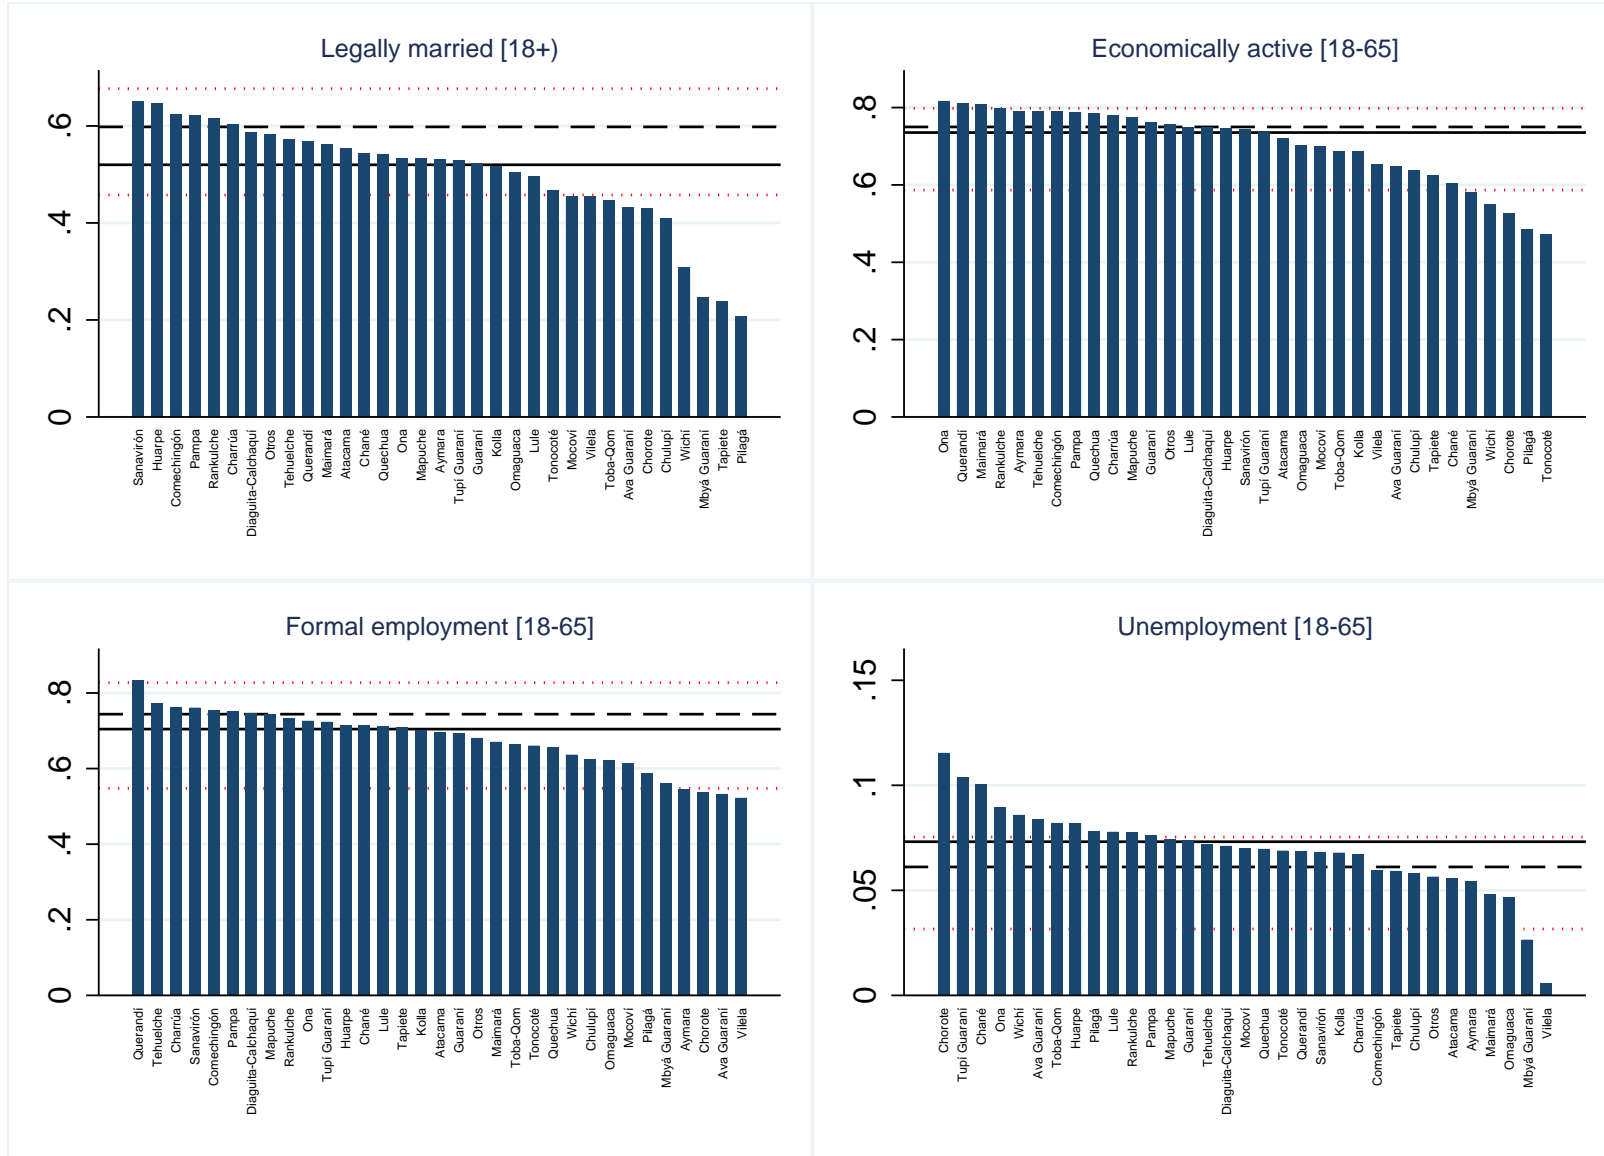 Legally married [18+)
.6
.4
.2
0
Sanavirón
Huarpe
Comechingón
Pampa
Rankulche
Charrúa
Diaguita-Calchaquí
Otros
Tehuelche
Querandí
Maimará
Atacama
Chané
Quechua
Ona
Mapuche
Aymara
Tupí Guaraní
Guaraní
Kolla
Omaguaca
Lule
Tonocoté
Mocoví
Vilela
Toba-Qom
Ava Guaraní
Chorote
Chulupí
Wichí
Mbyá Guaraní
Tapiete
Pilagá
Economically active [18-65]
.8
.6
.4
.2
0
Ona
Querandí
Maimará
Rankulche
Aymara
Tehuelche
Comechingón
Pampa
Quechua
Charrúa
Mapuche
Guaraní
Otros
Lule
Diaguita-Calchaquí
Huarpe
Sanavirón
Tupí Guaraní
Atacama
Omaguaca
Mocoví
Toba-Qom
Kolla
Vilela
Ava Guaraní
Chulupí
Tapiete
Chané
Mbyá Guaraní
Wichí
Chorote
Pilagá
Tonocoté
Formal employment [18-65]
.8
.6
.4
.2
0
Querandí
Tehuelche
Charrúa
Sanavirón
Comechingón
Pampa
Diaguita-Calchaquí
Mapuche
Rankulche
Ona
Tupí Guaraní
Huarpe
Chané
Lule
Tapiete
Kolla
Atacama
Guaraní
Otros
Maimará
Toba-Qom
Tonocoté
Quechua
Wichí
Chulupí
Omaguaca
Mocoví
Pilagá
Mbyá Guaraní
Aymara
Chorote
Ava Guaraní
Vilela
Unemployment [18-65]
.15
.1
.05
0
Chorote
Tupí Guaraní
Chané
Ona
Wichí
Ava Guaraní
Toba-Qom
Huarpe
Pilagá
Lule
Rankulche
Pampa
Mapuche
Guaraní
Tehuelche
Diaguita-Calchaquí
Mocoví
Quechua
Tonocoté
Querandí
Sanavirón
Kolla
Charrúa
Comechingón
Tapiete
Chulupí
Otros
Atacama
Aymara
Maimará
Omaguaca
Mbyá Guaraní
Vilela